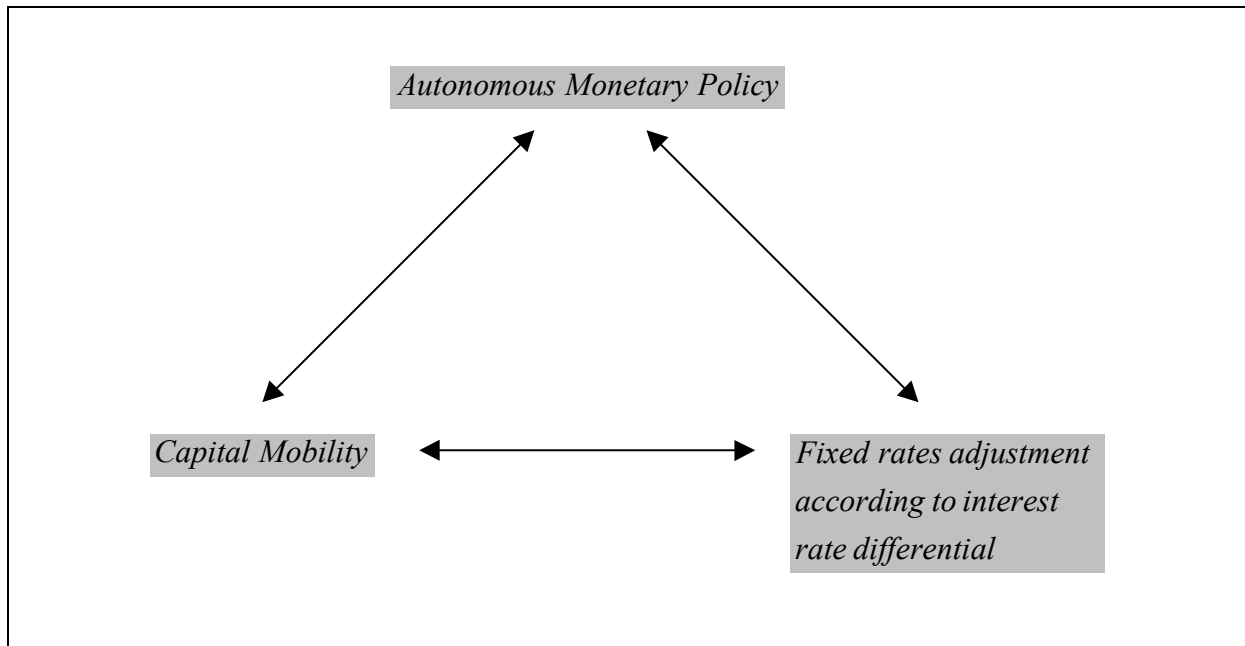 Autonomous Monetary Policy
Capital Mobility
Fixed rates adjustment
according to interest
rate differential